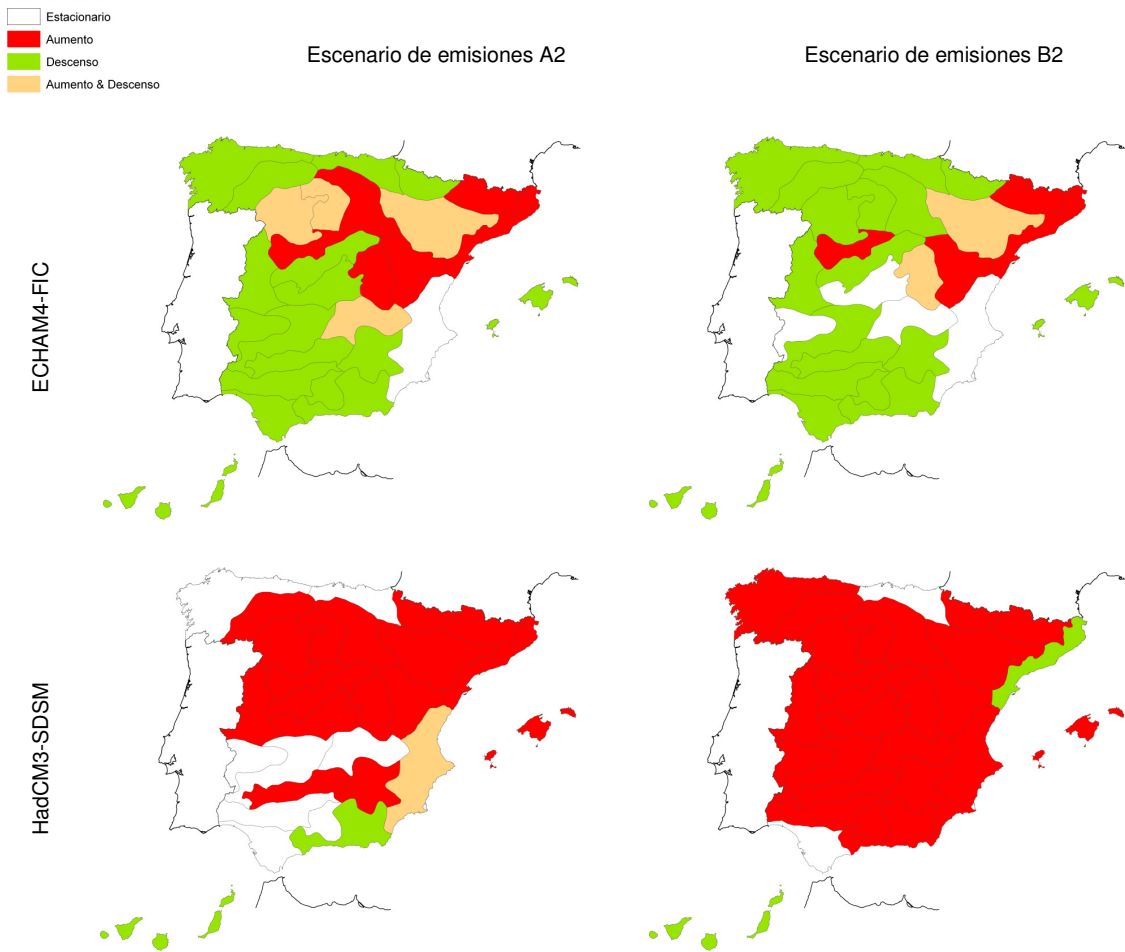 Estacionario
Aumento
Descenso
Aumento & Descenso
Escenario de emisiones A2
Escenario de emisiones B2
ECHAM4-FIC
HadCM3-SDSM